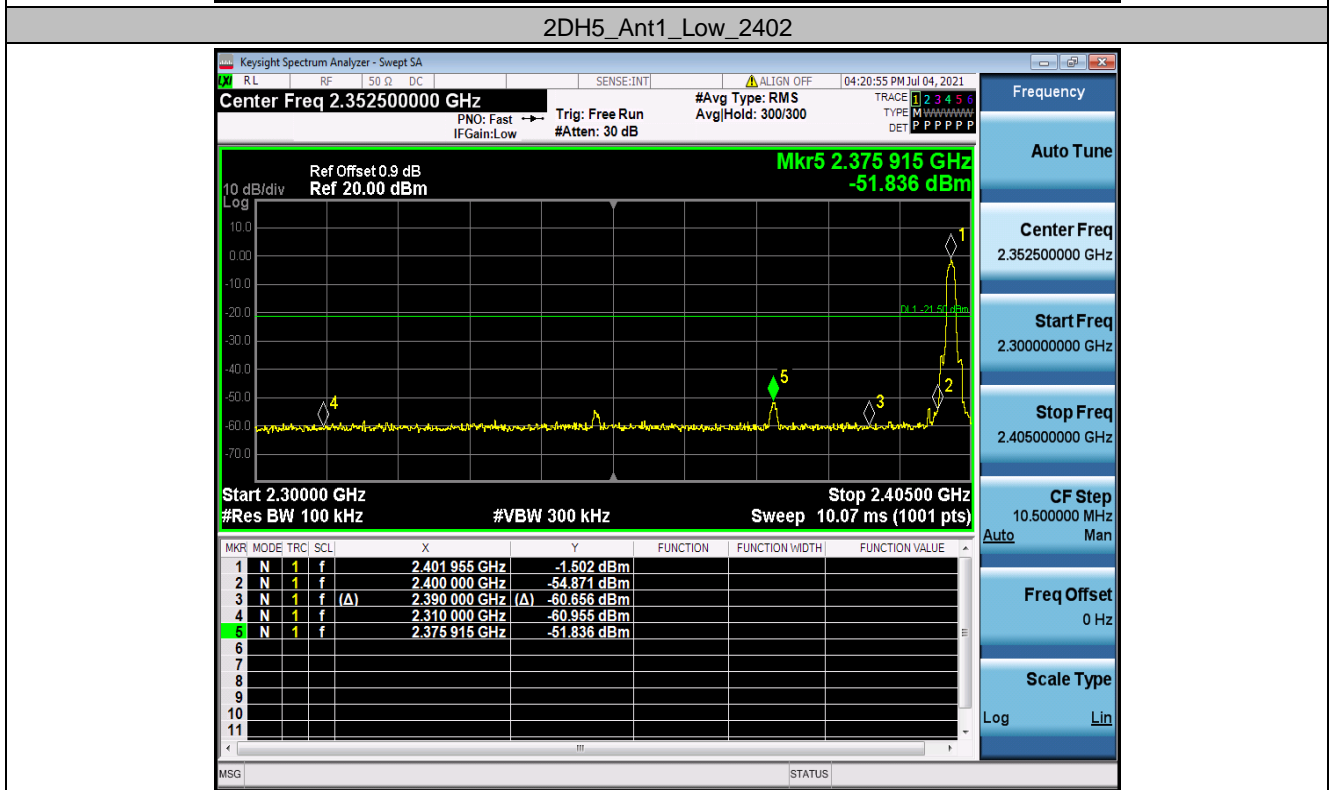 2DH5_Ant1_Low_2402
Keysight Spectrum Analyzer - Swept SA
LXI RL RF 50 Ω DC SENSE:INT ALIGN OFF 04:20:55 PM Jul 04, 2021
Center Freq 2.352500000 GHz
PNO: Fast
IFGain:Low
Trig: Free Run
#Atten: 30 dB
#Avg Type: RMS
Avg|Hold: 300/300
TRACE 1 2 3 4 5 6
TYPE M WWWWW
DET P P P P P P
Mkr5 2.375 915 GHz
-51.836 dBm
Ref Offset 0.9 dB
10 dB/div Ref 20.00 dBm
Log
10.0
0.00
-10.0
-20.0
-30.0
-40.0
-50.0
-60.0
-70.0
1
DL1 -21.50 dBm
5
2
3
4
Start 2.30000 GHz Stop 2.40500 GHz
#Res BW 100 kHz #VBW 300 kHz Sweep 10.07 ms (1001 pts)
MKR MODE TRC SCL X Y FUNCTION FUNCTION WIDTH FUNCTION VALUE
1 N 1 f 2.401 955 GHz -1.502 dBm
2 N 1 f 2.400 000 GHz -54.871 dBm
3 N 1 f (Δ) 2.390 000 GHz (Δ) -60.656 dBm
4 N 1 f 2.310 000 GHz -60.955 dBm
5 N 1 f 2.375 915 GHz -51.836 dBm
6
7
8
9
10
11
MSG STATUS
Frequency
Auto Tune
Center Freq
2.352500000 GHz
Start Freq
2.300000000 GHz
Stop Freq
2.405000000 GHz
CF Step
10.500000 MHz
Auto Man
Freq Offset
0 Hz
Scale Type
Log Lin